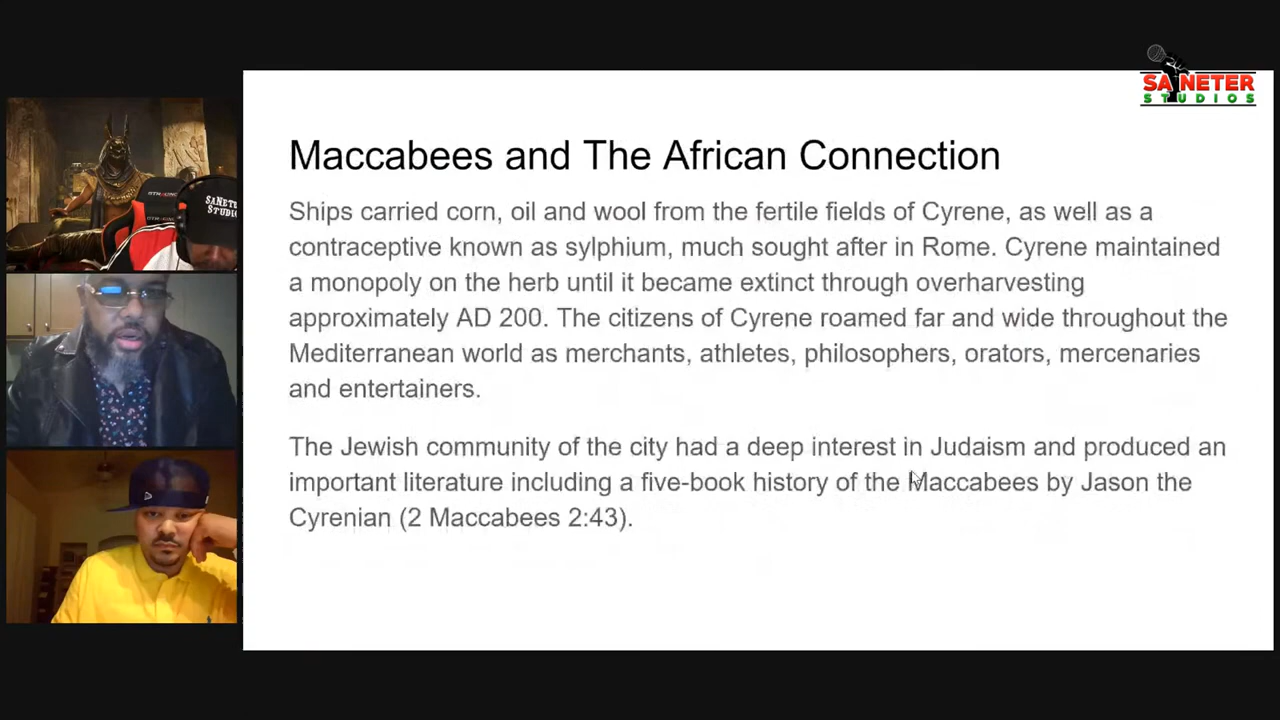 SANETER
STUDIOS
Maccabees and The African Connection
Ships carried corn, oil and wool from the fertile fields of Cyrene, as well as a
contraceptive known as sylphium, much sought after in Rome. Cyrene maintained
a monopoly on the herb until it became extinct through overharvesting
approximately AD 200. The citizens of Cyrene roamed far and wide throughout the
Mediterranean world as merchants, athletes, philosophers, orators, mercenaries
and entertainers.
The Jewish community of the city had a deep interest in Judaism and produced an
important literature including a five-book history of the Maccabees by Jason the
Cyrenian (2 Maccabees 2:43).
SANETER